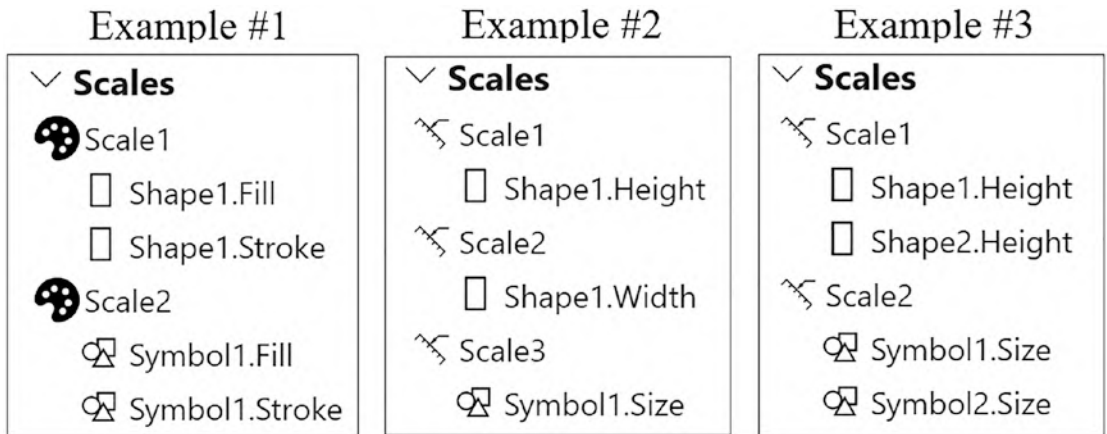 Example #1
Scales
Scale1
Shape1.Fill
Shape1.Stroke
Scale2
Symbol1.Fill
Symbol1.Stroke
Example #2
Scales
Scale1
Shape1.Height
Scale2
Shape1.Width
Scale3
Symbol1.Size
Example #3
Scales
Scale1
Shape1.Height
Shape2.Height
Scale2
Symbol1.Size
Symbol2.Size